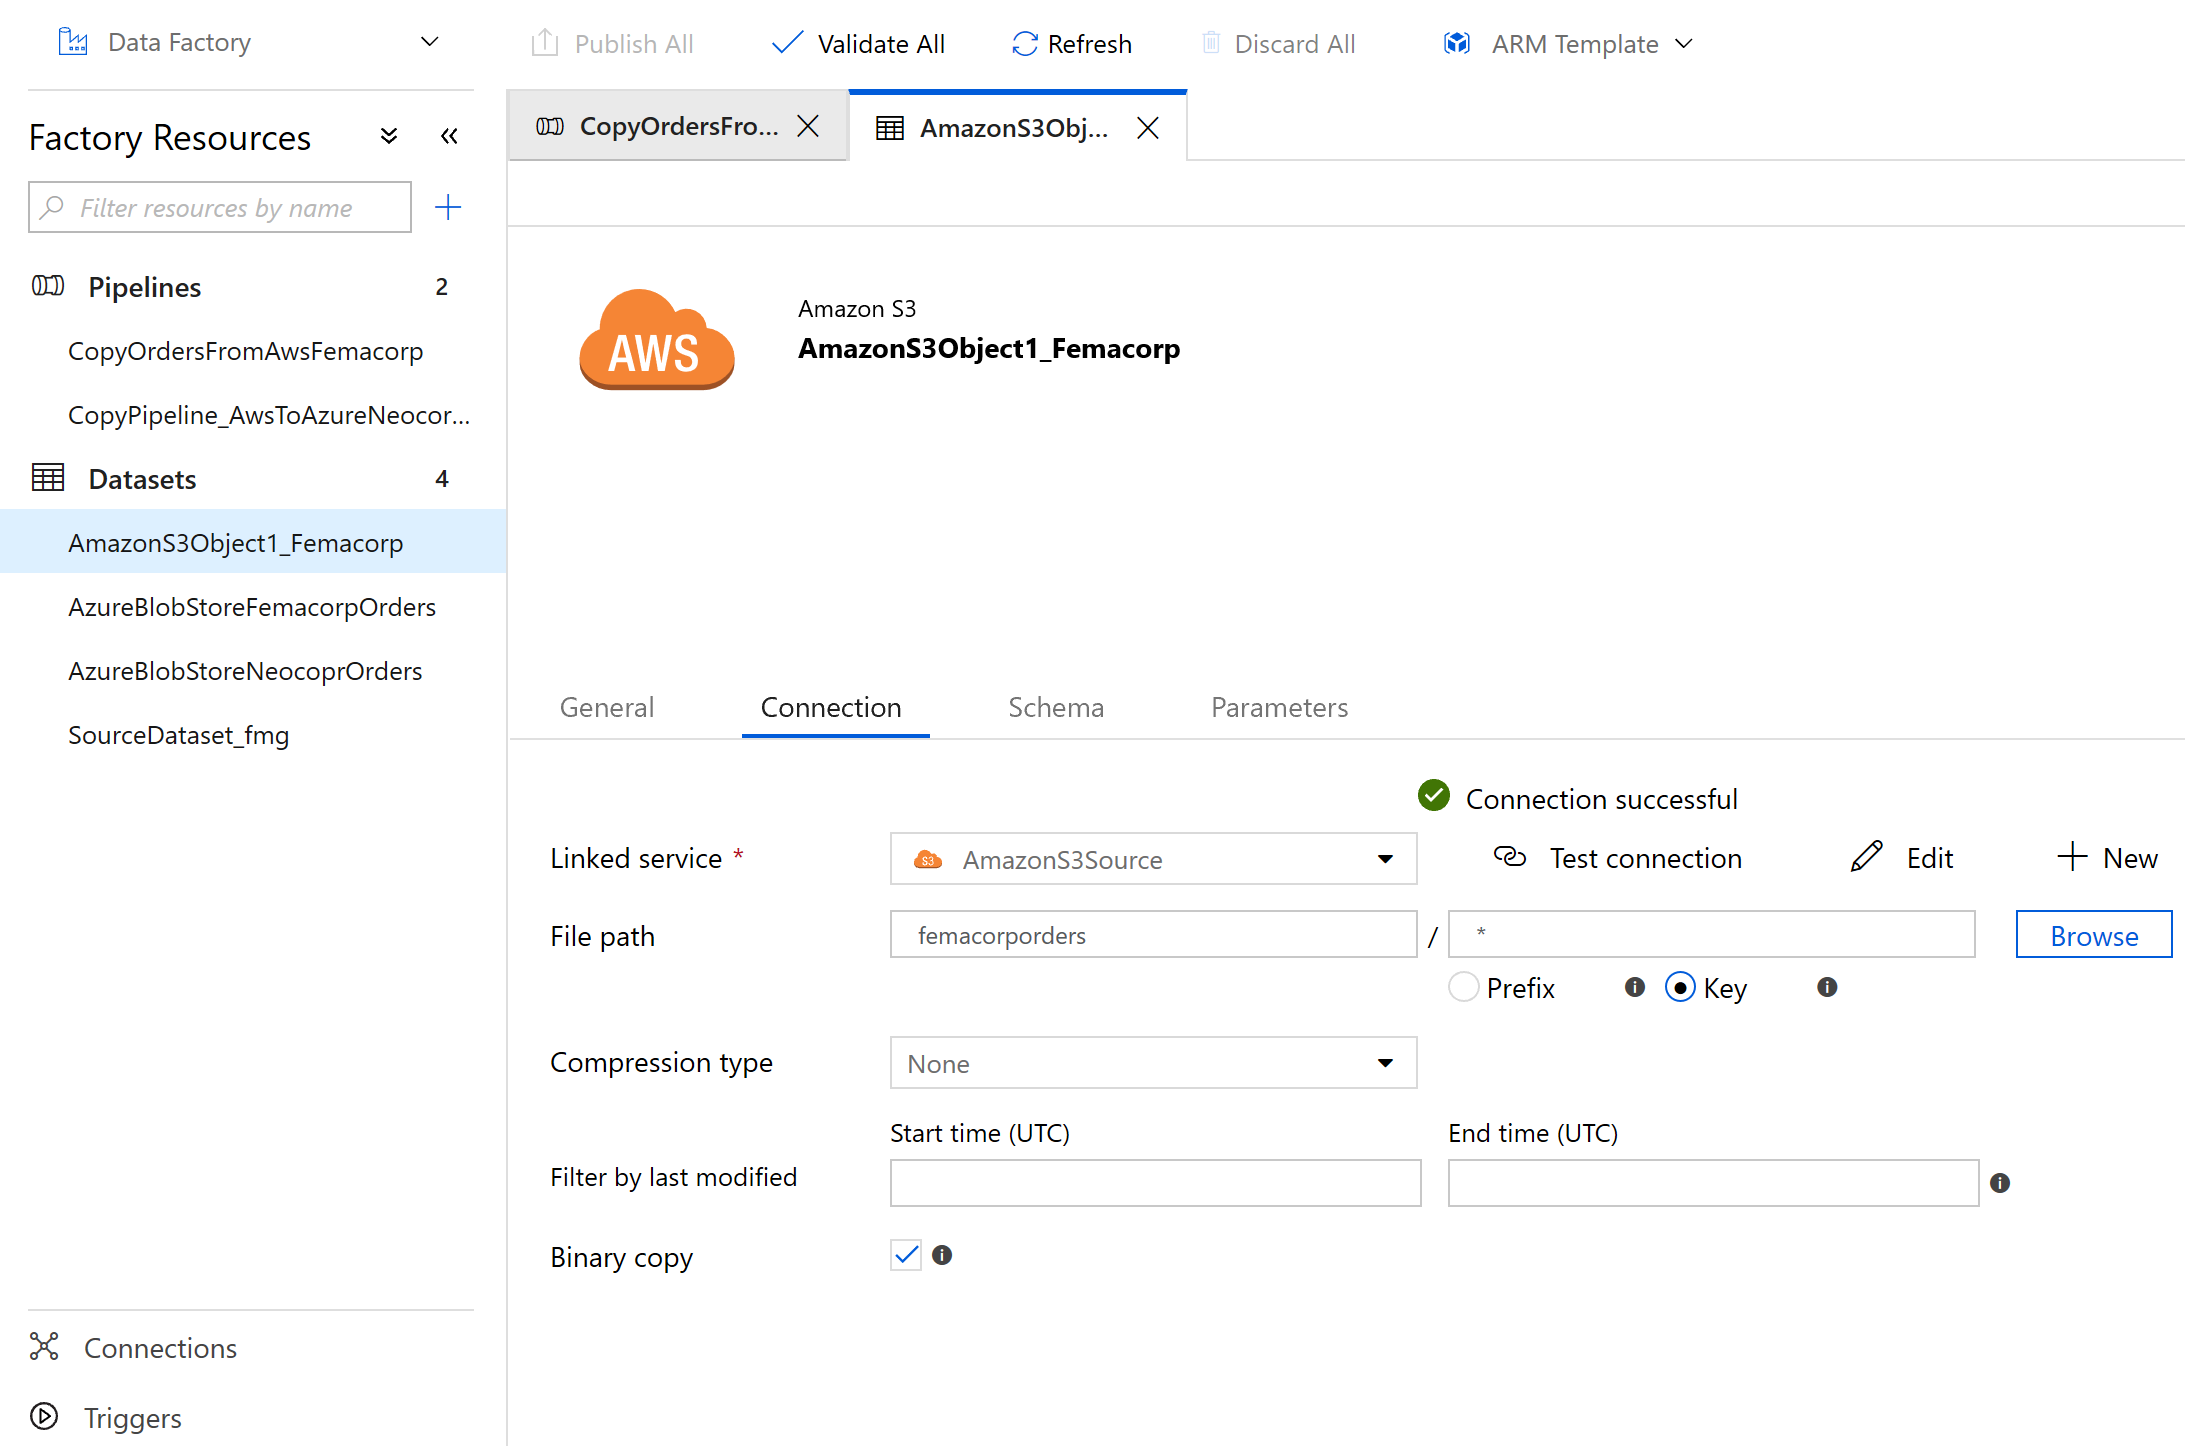 Data Factory
Publish All
Validate All
Refresh
Discard All
ARM Template
Factory Resources
Filter resources by name
Pipelines 2
CopyOrdersFromAwsFemacorp
CopyPipeline_AwsToAzureNeocor...
Datasets 4
AmazonS3Object1_Femacorp
AzureBlobStoreFemacorpOrders
AzureBlobStoreNeocoprOrders
SourceDataset_fmg
Connections
Triggers
CopyOrdersFro...
AmazonS3Obj...
AWS
Amazon S3
AmazonS3Object1_Femacorp
General
Connection
Schema
Parameters
Connection successful
Linked service * S3 AmazonS3Source Test connection Edit New
File path femacorporders / * Browse
Prefix Key
Compression type None
Start time (UTC) End time (UTC)
Filter by last modified
Binary copy